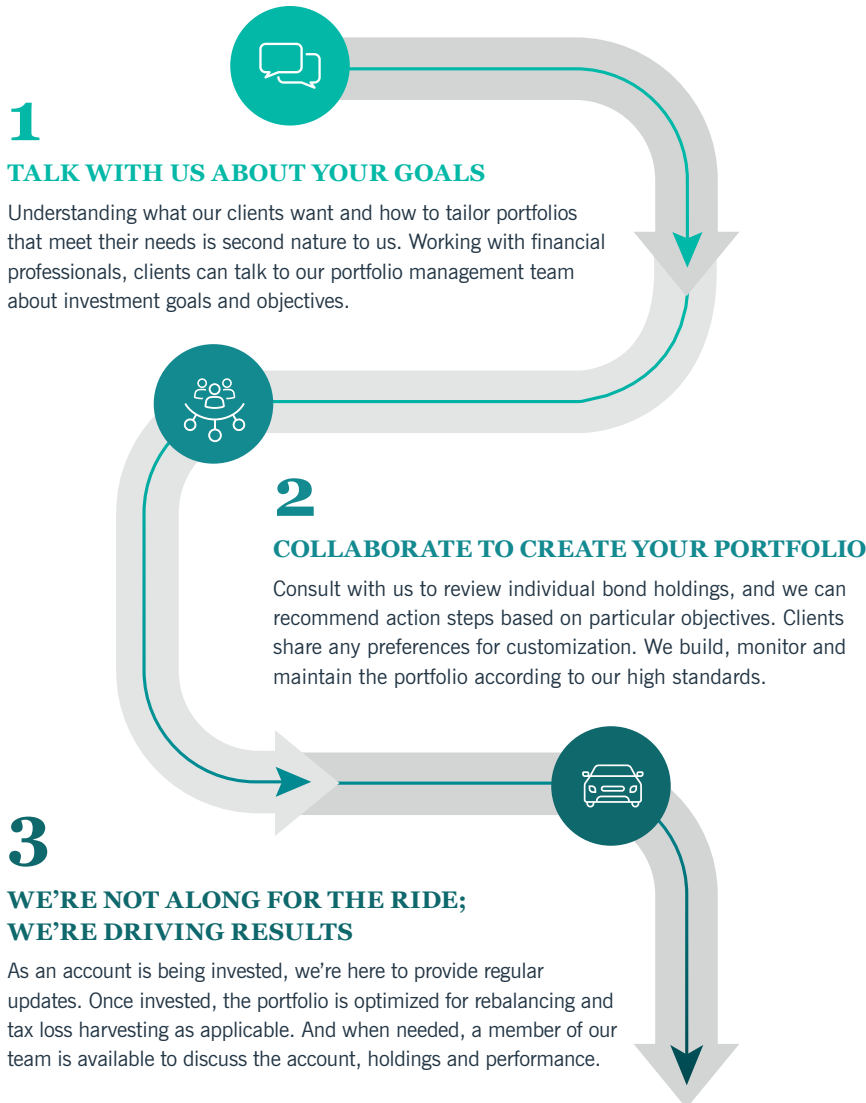 1
TALK WITH US ABOUT YOUR GOALS
Understanding what our clients want and how to tailor portfolios
that meet their needs is second nature to us. Working with financial
professionals, clients can talk to our portfolio management team
about investment goals and objectives.
2
COLLABORATE TO CREATE YOUR PORTFOLIO
Consult with us to review individual bond holdings, and we can
recommend action steps based on particular objectives. Clients
share any preferences for customization. We build, monitor and
maintain the portfolio according to our high standards.
3
WE’RE NOT ALONG FOR THE RIDE;
WE’RE DRIVING RESULTS
As an account is being invested, we’re here to provide regular
updates. Once invested, the portfolio is optimized for rebalancing and
tax loss harvesting as applicable. And when needed, a member of our
team is available to discuss the account, holdings and performance.